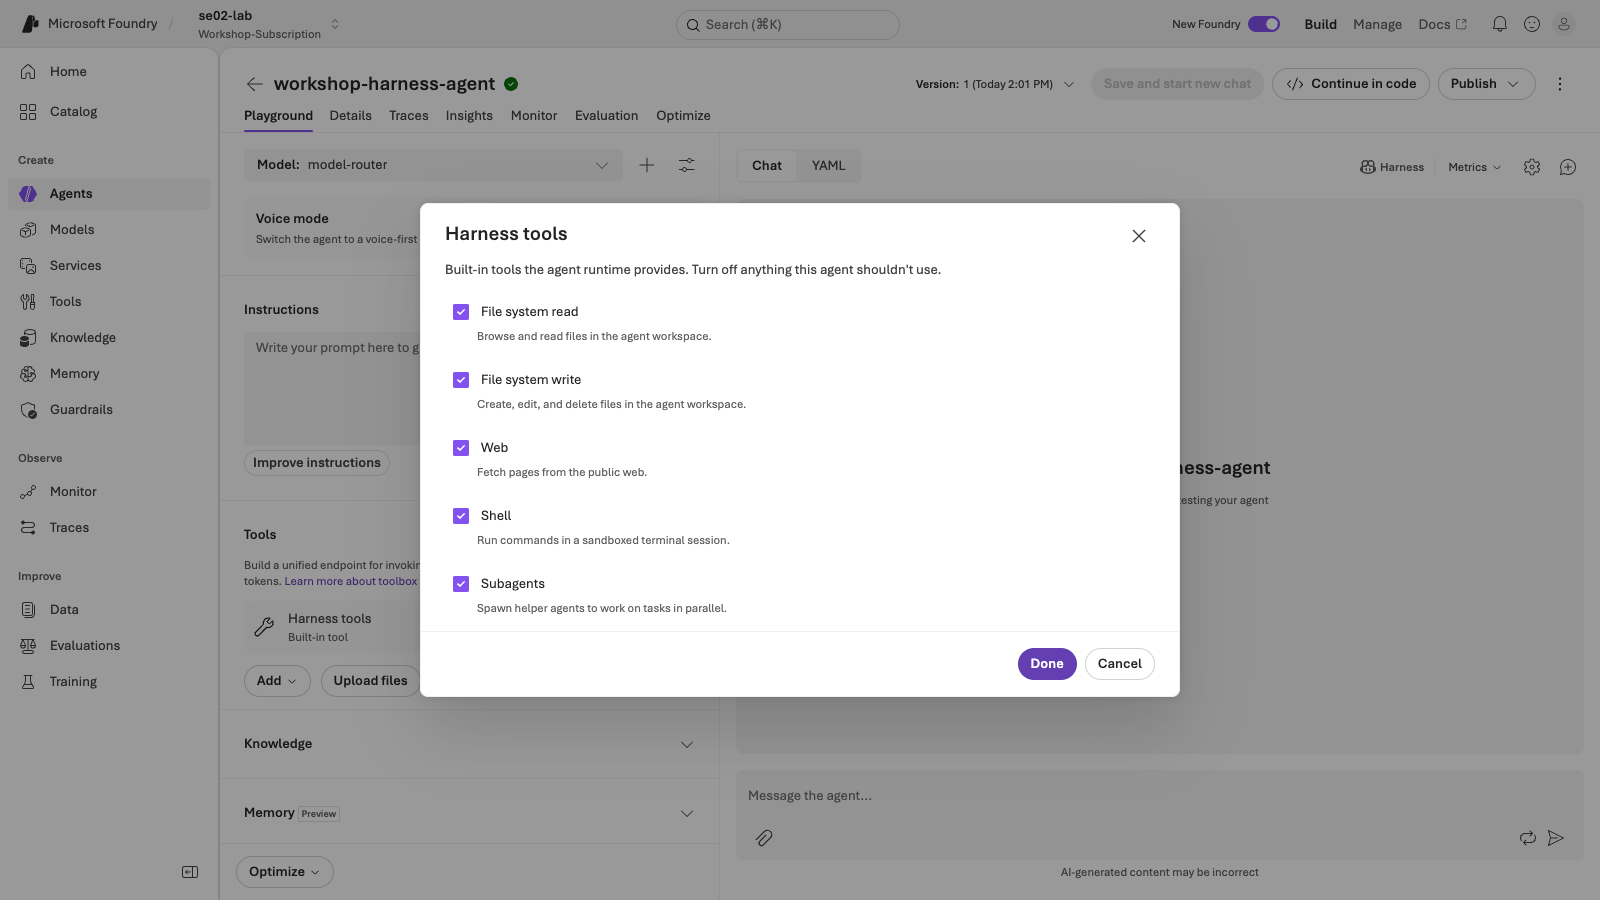 Microsoft Foundry
/
se02-lab
Workshop-Subscription
Search (⌘K)
New Foundry
Build
Manage
Docs
Home
Catalog
Create
Agents
Models
Services
Tools
Knowledge
Memory
Guardrails
Observe
Monitor
Traces
Improve
Data
Evaluations
Training
workshop-harness-agent
Version: 1 (Today 2:01 PM)
Save and start new chat
Continue in code
Publish
Playground
Details
Traces
Insights
Monitor
Evaluation
Optimize
Model: model-router
Voice mode
Switch the agent to a voice-first
Instructions
Write your prompt here to g
Improve instructions
Tools
Build a unified endpoint for invokin
tokens. Learn more about toolbox
Harness tools
Built-in tool
Add
Upload files
Knowledge
Memory Preview
Optimize
Chat
YAML
Harness
Metrics
ness-agent
testing your agent
Message the agent...
AI-generated content may be incorrect
Harness tools
Built-in tools the agent runtime provides. Turn off anything this agent shouldn't use.
File system read
Browse and read files in the agent workspace.
File system write
Create, edit, and delete files in the agent workspace.
Web
Fetch pages from the public web.
Shell
Run commands in a sandboxed terminal session.
Subagents
Spawn helper agents to work on tasks in parallel.
Done
Cancel